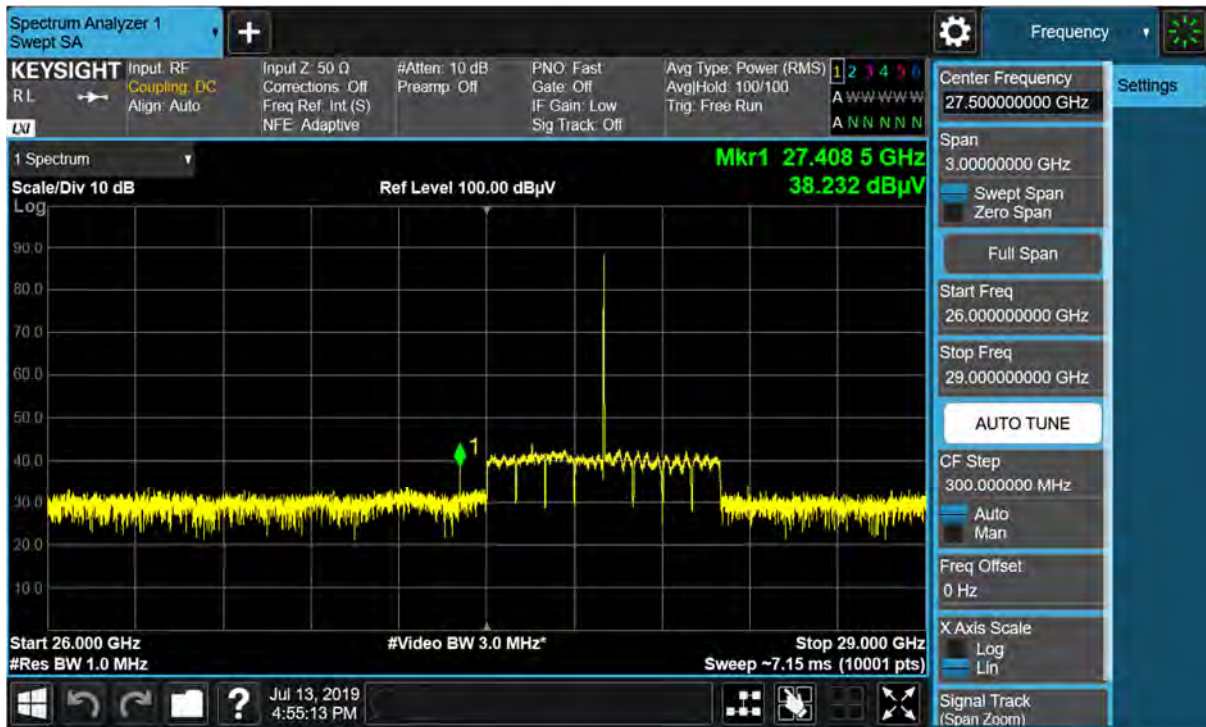 Spectrum Analyzer 1
Swept SA
Frequency
KEYSIGHT
RL
LXI
Input: RF
Coupling: DC
Align: Auto
Input Z: 50 Ω
Corrections: Off
Freq Ref: Int (S)
NFE: Adaptive
#Atten: 10 dB
Preamp: Off
PNO: Fast
Gate: Off
IF Gain: Low
Sig Track: Off
Avg Type: Power (RMS)
Avg|Hold: 100/100
Trig: Free Run
1 2 3 4 5 6
A W W W W W
A N N N N N
1 Spectrum
Scale/Div 10 dB
Ref Level 100.00 dBµV
Mkr1 27.408 5 GHz
38.232 dBµV
Log
90.0
80.0
70.0
60.0
50.0
40.0
30.0
20.0
10.0
1
Start 26.000 GHz
#Res BW 1.0 MHz
#Video BW 3.0 MHz*
Stop 29.000 GHz
Sweep ~7.15 ms (10001 pts)
Center Frequency
27.500000000 GHz
Settings
Span
3.00000000 GHz
Swept Span
Zero Span
Full Span
Start Freq
26.000000000 GHz
Stop Freq
29.000000000 GHz
AUTO TUNE
CF Step
300.000000 MHz
Auto
Man
Freq Offset
0 Hz
X Axis Scale
Log
Lin
Signal Track
(Span Zoom)
?
Jul 13, 2019
4:55:13 PM